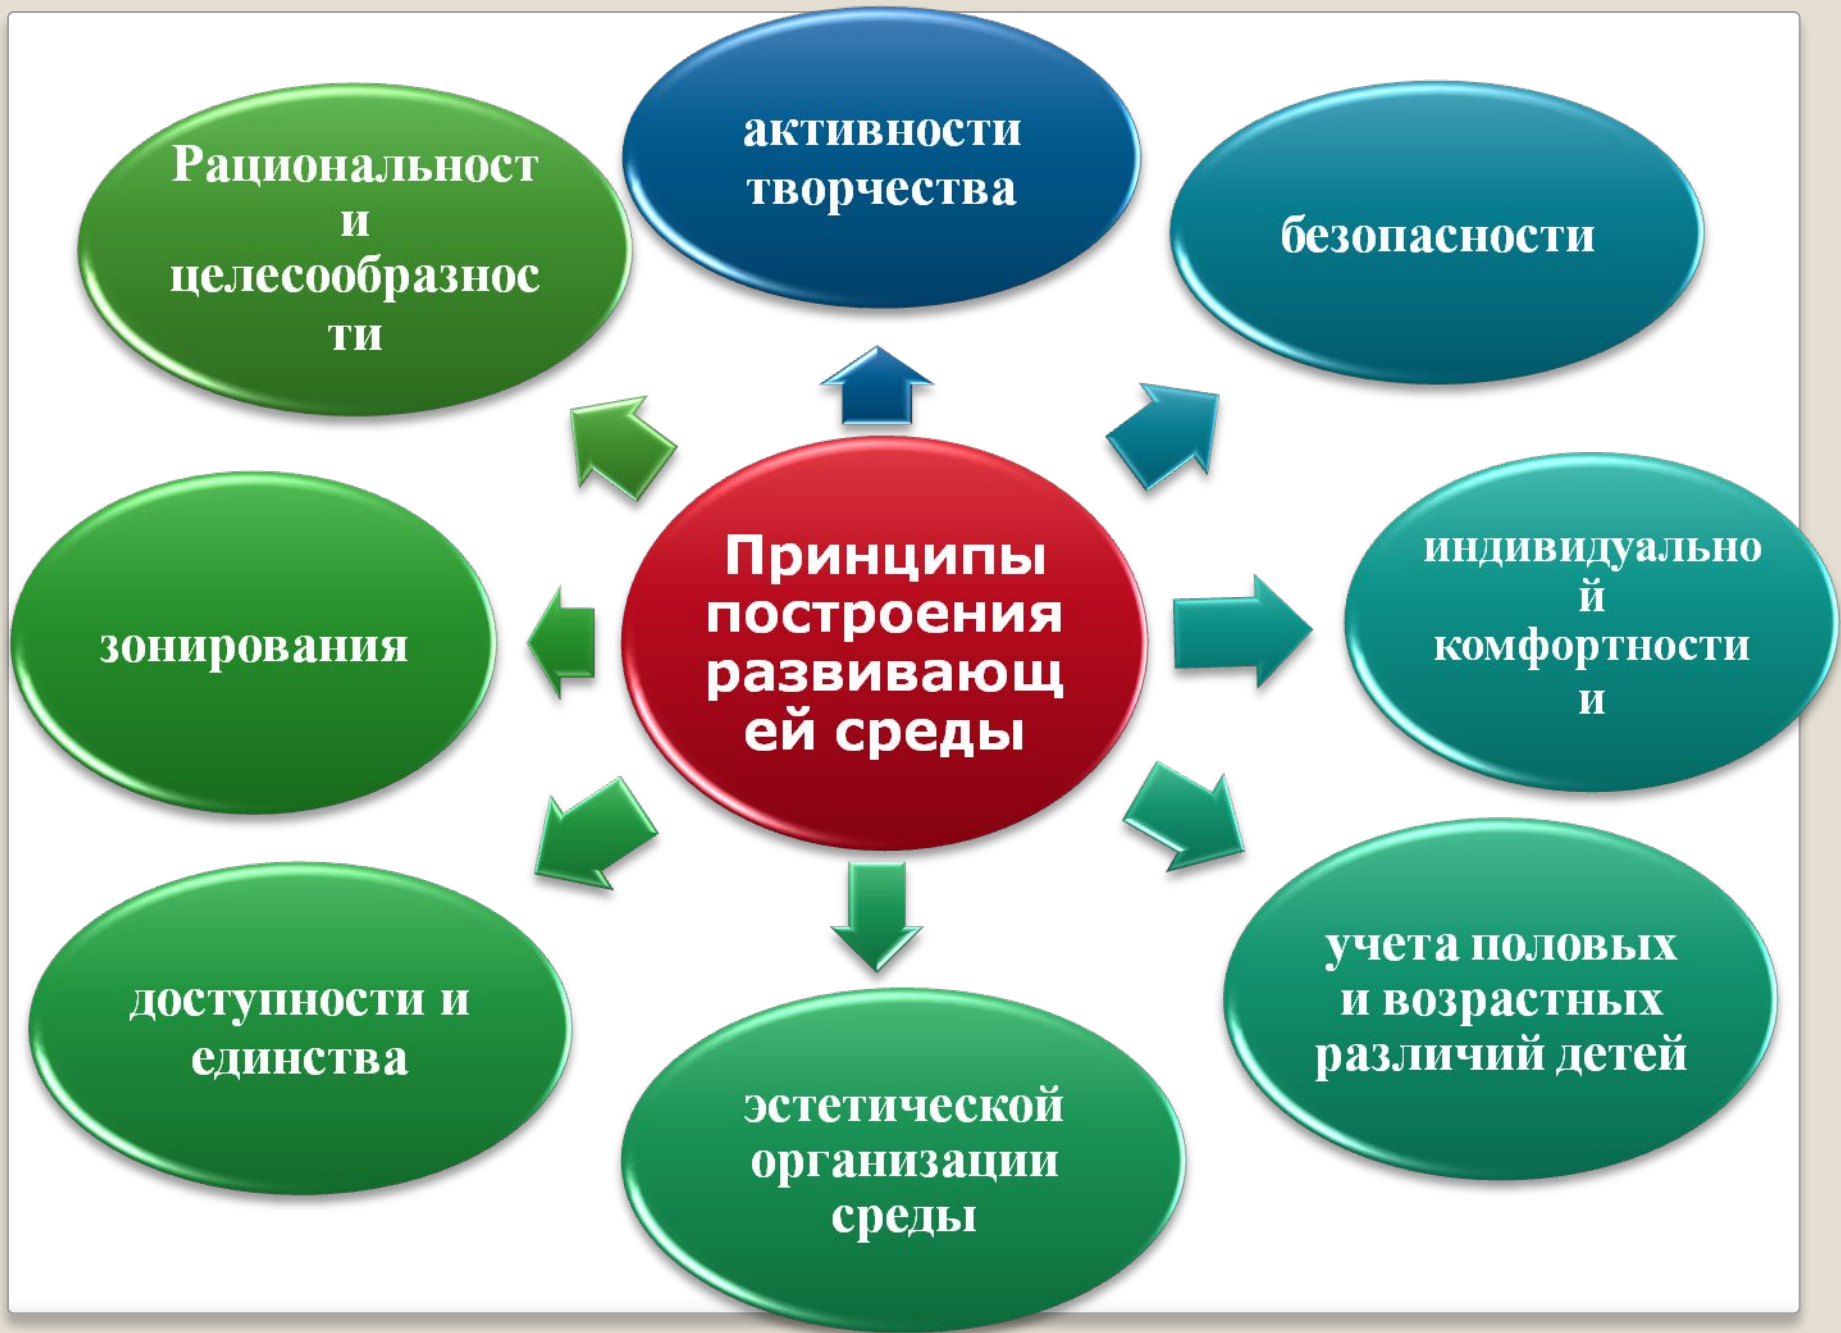 активности
творчества
Рациональност
и
целесообразнос
ти
безопасности
Принципы
построения
развивающ
ей среды
индивидуально
й
комфортности
и
зонирования
учета половых
и возрастных
различий детей
доступности и
единства
эстетической
организации
среды